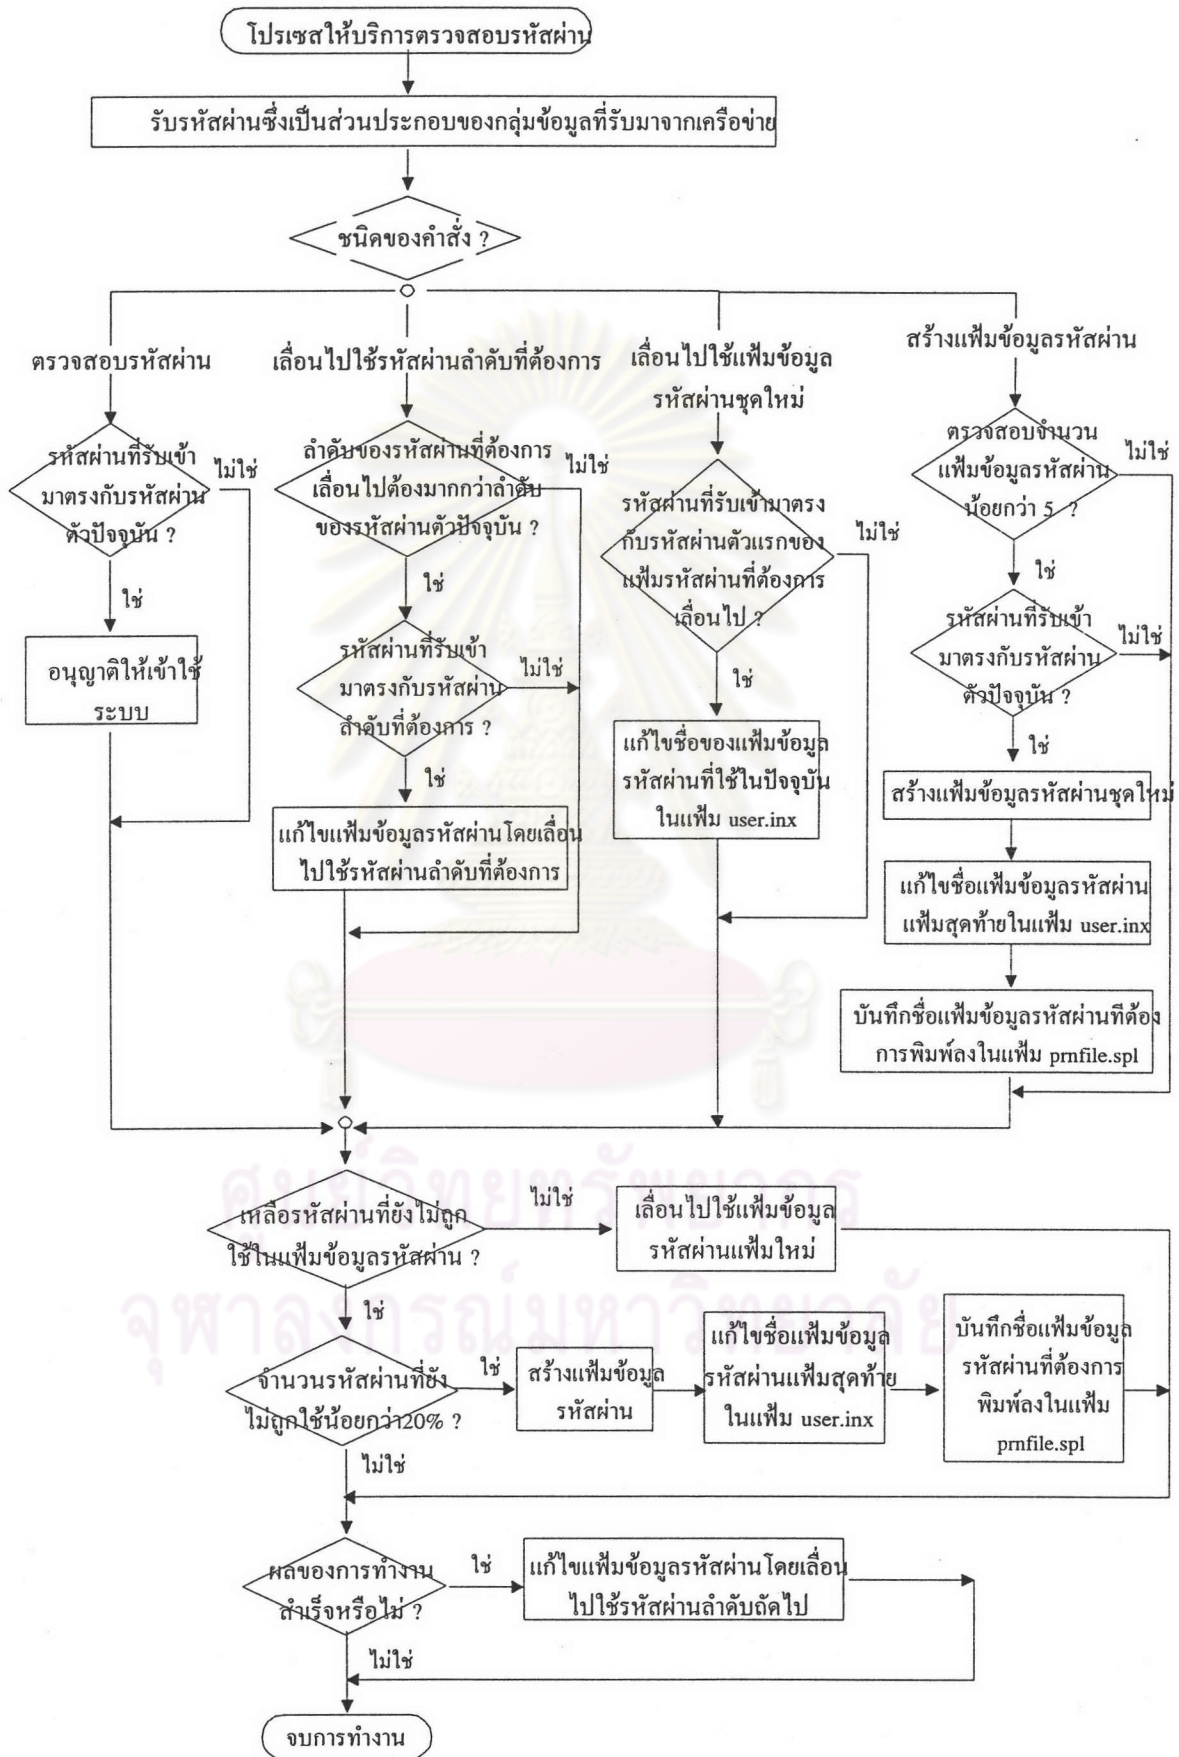 โปรเซสให้บริการตรวจสอบรหัสผ่าน
รับรหัสผ่านซึ่งเป็นส่วนประกอบของกลุ่มข้อมูลที่รับมาจากเครือข่าย
ชนิดของคำสั่ง ?
ตรวจสอบรหัสผ่าน
รหัสผ่านที่รับเข้า
มาตรงกับรหัสผ่าน
ตัวปัจจุบัน ?
ไม่ใช่
ใช่
อนุญาติให้เข้าใช้
ระบบ
เลื่อนไปใช้รหัสผ่านลำดับที่ต้องการ
ลำดับของรหัสผ่านที่ต้องการ
เลื่อนไปต้องมากกว่าลำดับ
ของรหัสผ่านตัวปัจจุบัน ?
ไม่ใช่
ใช่
รหัสผ่านที่รับเข้า
มาตรงกับรหัสผ่าน
ลำดับที่ต้องการ ?
ไม่ใช่
ใช่
แก้ไขแฟ้มข้อมูลรหัสผ่านโดยเลื่อน
ไปใช้รหัสผ่านลำดับที่ต้องการ
เลื่อนไปใช้แฟ้มข้อมูล
รหัสผ่านชุดใหม่
รหัสผ่านที่รับเข้ามาตรง
กับรหัสผ่านตัวแรกของ
แฟ้มรหัสผ่านที่ต้องการ
เลื่อนไป ?
ไม่ใช่
ใช่
แก้ไขชื่อของแฟ้มข้อมูล
รหัสผ่านที่ใช้ในปัจจุบัน
ในแฟ้ม user.inx
สร้างแฟ้มข้อมูลรหัสผ่าน
ตรวจสอบจำนวน
แฟ้มข้อมูลรหัสผ่าน
น้อยกว่า 5 ?
ไม่ใช่
ใช่
รหัสผ่านที่รับเข้า
มาตรงกับรหัสผ่าน
ตัวปัจจุบัน ?
ไม่ใช่
ใช่
สร้างแฟ้มข้อมูลรหัสผ่านชุดใหม่
แก้ไขชื่อแฟ้มข้อมูลรหัสผ่าน
แฟ้มสุดท้ายในแฟ้ม user.inx
บันทึกชื่อแฟ้มข้อมูลรหัสผ่านทีต้อง
การพิมพ์ลงในแฟ้ม prnfile.spl
เหลือรหัสผ่านที่ยังไม่ถูก
ใช้ในแฟ้มข้อมูลรหัสผ่าน ?
ไม่ใช่
เลื่อนไปใช้แฟ้มข้อมูล
รหัสผ่านแฟ้มใหม่
ใช่
จำนวนรหัสผ่านที่ยัง
ไม่ถูกใช้น้อยกว่า20% ?
ใช่
สร้างแฟ้มข้อมูล
รหัสผ่าน
แก้ไขชื่อแฟ้มข้อมูล
รหัสผ่านแฟ้มสุดท้าย
ในแฟ้ม user.inx
บันทึกชื่อแฟ้มข้อมูล
รหัสผ่านที่ต้องการ
พิมพ์ลงในแฟ้ม
prnfile.spl
ไม่ใช่
ผลของการทำงาน
สำเร็จหรือไม่ ?
ใช่
แก้ไขแฟ้มข้อมูลรหัสผ่านโดยเลื่อน
ไปใช้รหัสผ่านลำดับถัดไป
ไม่ใช่
จบการทำงาน
ศูนย์วิทยทรัพยากร
จุฬาลงกรณ์มหาวิทยาลัย